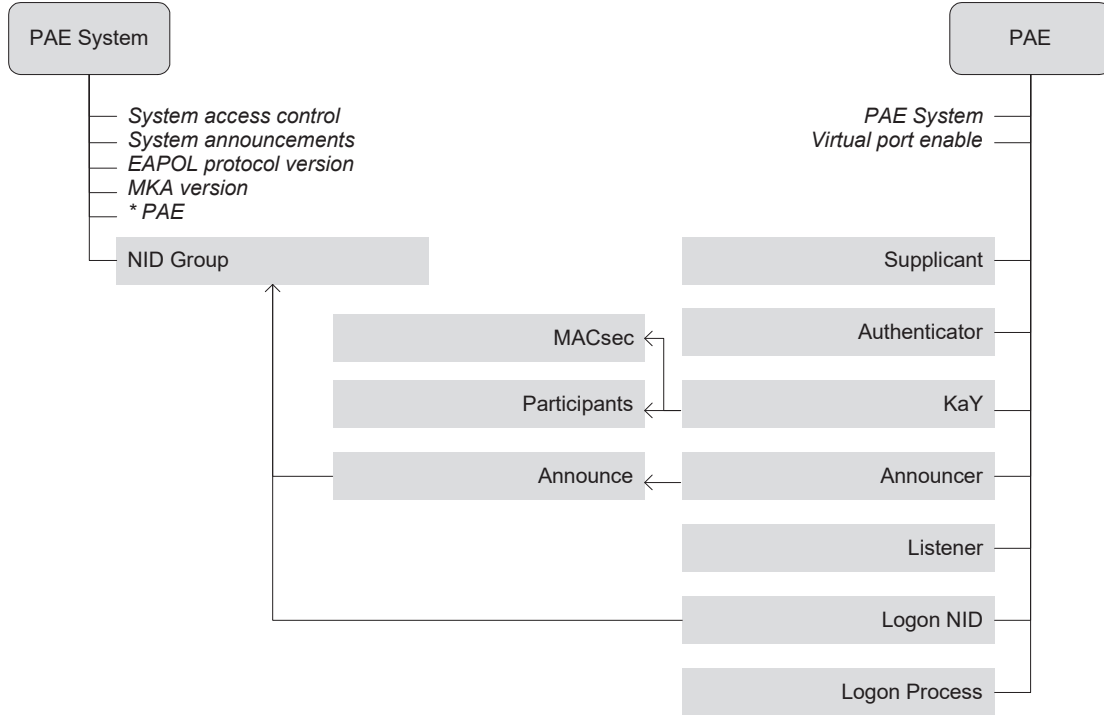 PAE System
PAE
System access control
System announcements
EAPOL protocol version
MKA version
* PAE
PAE System
Virtual port enable
NID Group
Supplicant
MACsec
Authenticator
Participants
KaY
Announce
Announcer
Listener
Logon NID
Logon Process